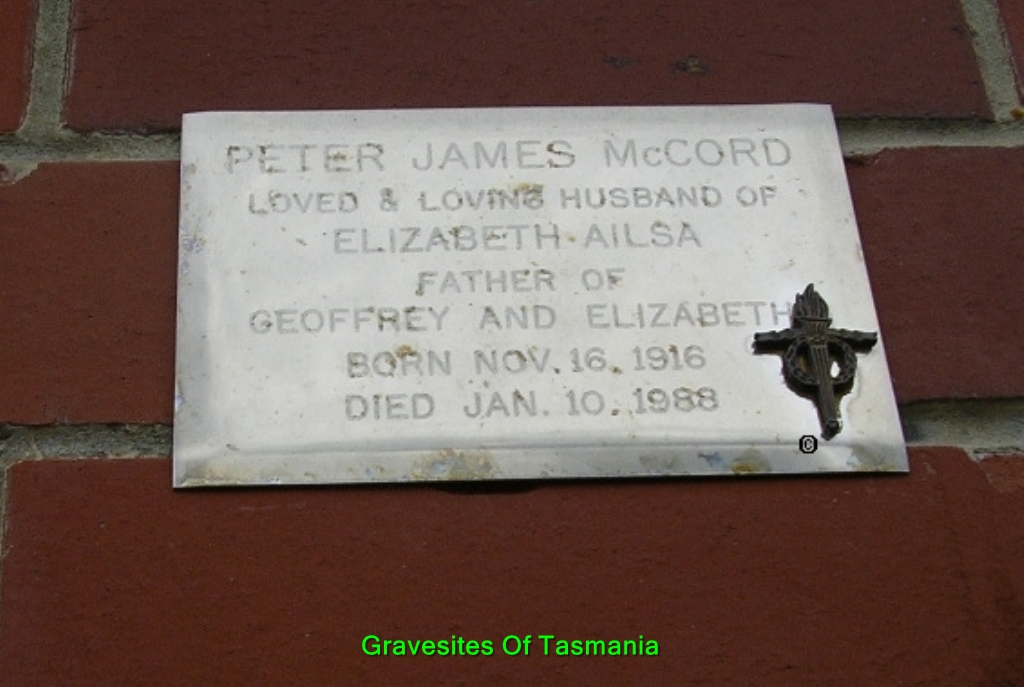 PETER JAMES McCORD
LOVED & LOVING HUSBAND OF
ELIZABETH AILSA
FATHER OF
GEOFFREY AND ELIZABETH
BORN NOV. 16. 1916
DIED JAN. 10. 1988
©
Gravesites Of Tasmania